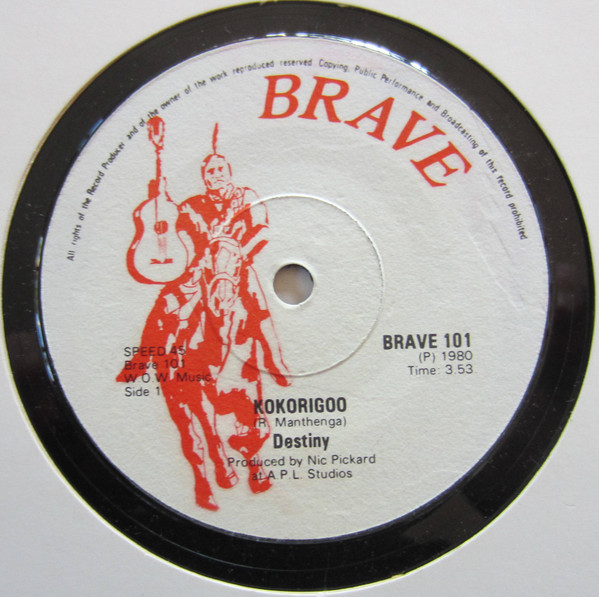 All rights of the Record Producer and of the owner of the work reproduced reserved. Copying, Public Performance and Broadcasting of this record prohibited
BRAVE
BRAVE 101
(P) 1980
Time: 3.53
SPEED 45
Brave 101
W.O.W. Music
Side 1
KOKORIGOO
(R. Manthenga)
Destiny
Produced by Nic Pickard
at A.P.L. Studios